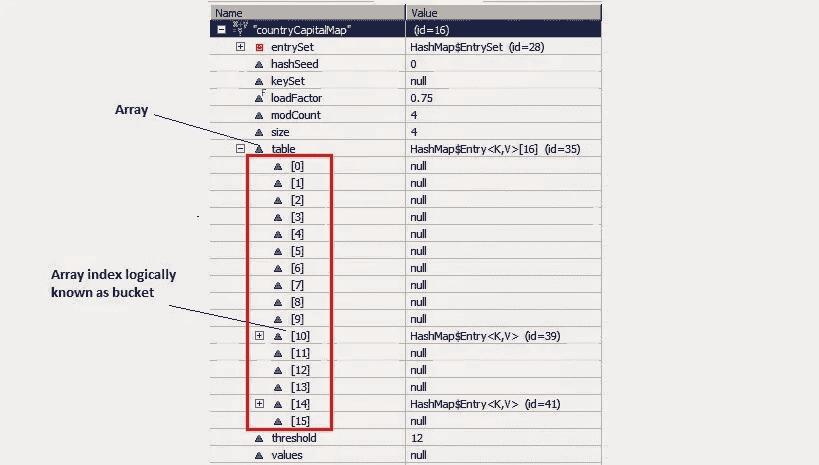 Name Value
"countryCapitalMap" (id=16)
entrySet HashMap$EntrySet (id=28)
hashSeed 0
keySet null
F loadFactor 0.75
modCount 4
Array
size 4
table HashMap$Entry<K,V>[16] (id=35)
[0] null
[1] null
[2] null
[3] null
[4] null
[5] null
[6] null
[7] null
[8] null
[9] null
Array index logically
known as bucket
[10] HashMap$Entry<K,V> (id=39)
[11] null
[12] null
[13] null
[14] HashMap$Entry<K,V> (id=41)
[15] null
threshold 12
values null